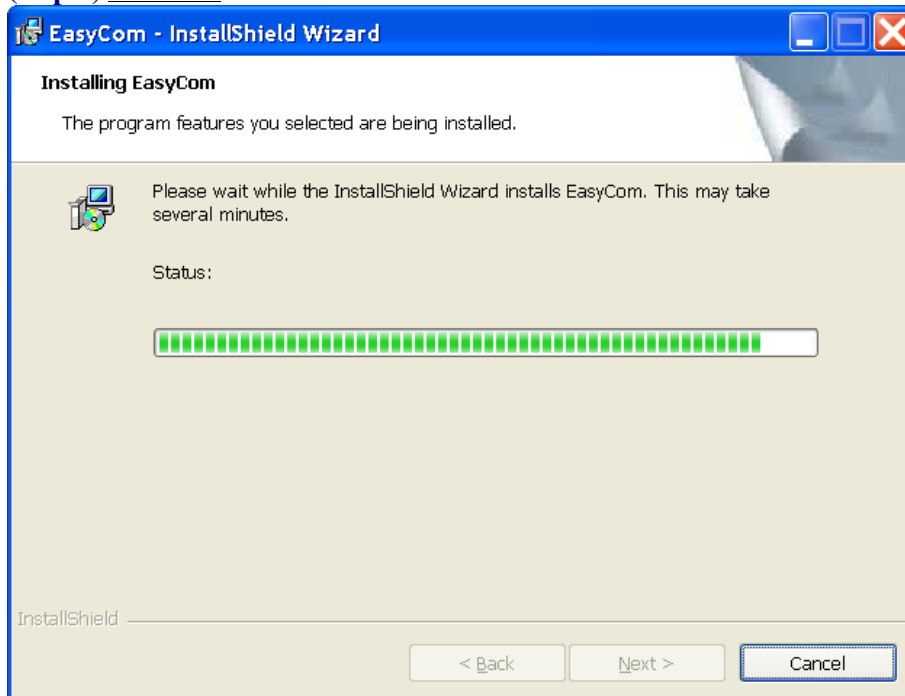 EasyCom - InstallShield Wizard
Installing EasyCom
The program features you selected are being installed.
Please wait while the InstallShield Wizard installs EasyCom. This may take
several minutes.
Status:
InstallShield
< Back Next > Cancel